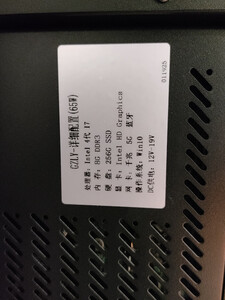 GZLY-详细配置(65W)
处理器: Intel 4代 I7
内 存: 8G DDR3
硬 盘: 256G SSD
显 卡: Intel HD Graphics
网 卡: 千兆 5G 蓝牙
操作系统: Win10
DC供电: 12V-19V
011925